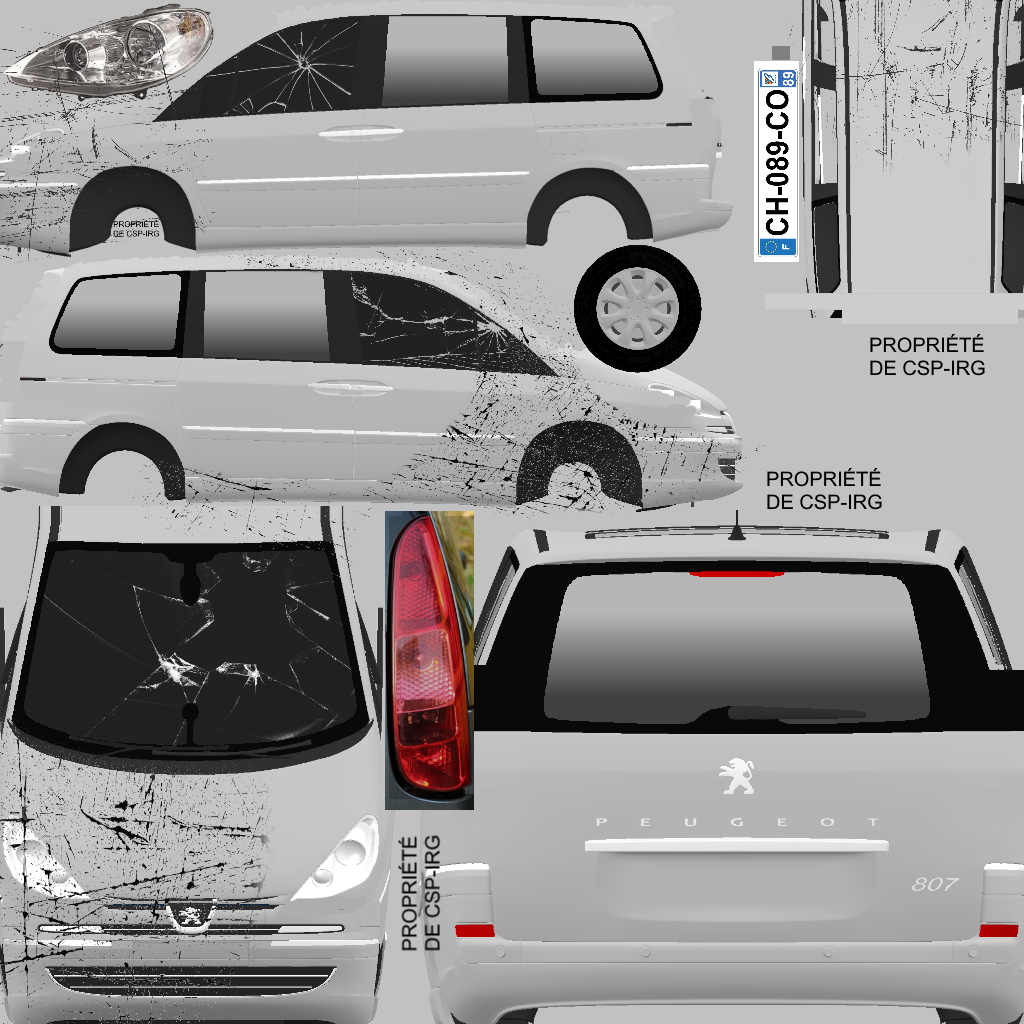 PROPRIÉTÉ
DE CSP-IRG
F CH-089-CO 89
PROPRIÉTÉ
DE CSP-IRG
PROPRIÉTÉ
DE CSP-IRG
PEUGEOT
807
PROPRIÉTÉ
DE CSP-IRG